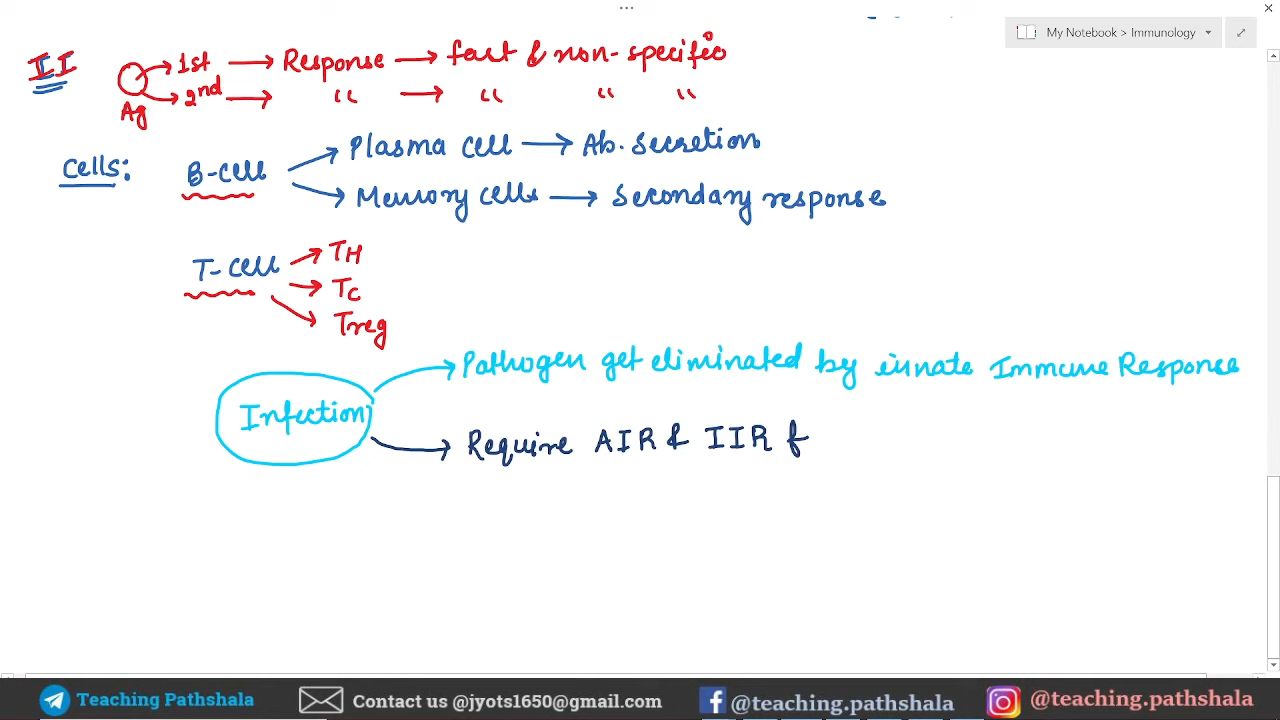 My Notebook > Immunology
II Ag 1st → Response → fast & non-specific
2nd → " → " " "
Cells: B-cell → Plasma cell → Ab. Secretion
→ Memory cells → Secondary response
T-cell → TH
→ TC
→ Treg
Infection → Pathogen get eliminated by innate Immune Response
→ Require AIR & IIR f
Teaching Pathshala
Contact us @jyots1650@gmail.com
@teaching.pathshala
@teaching.pathshala